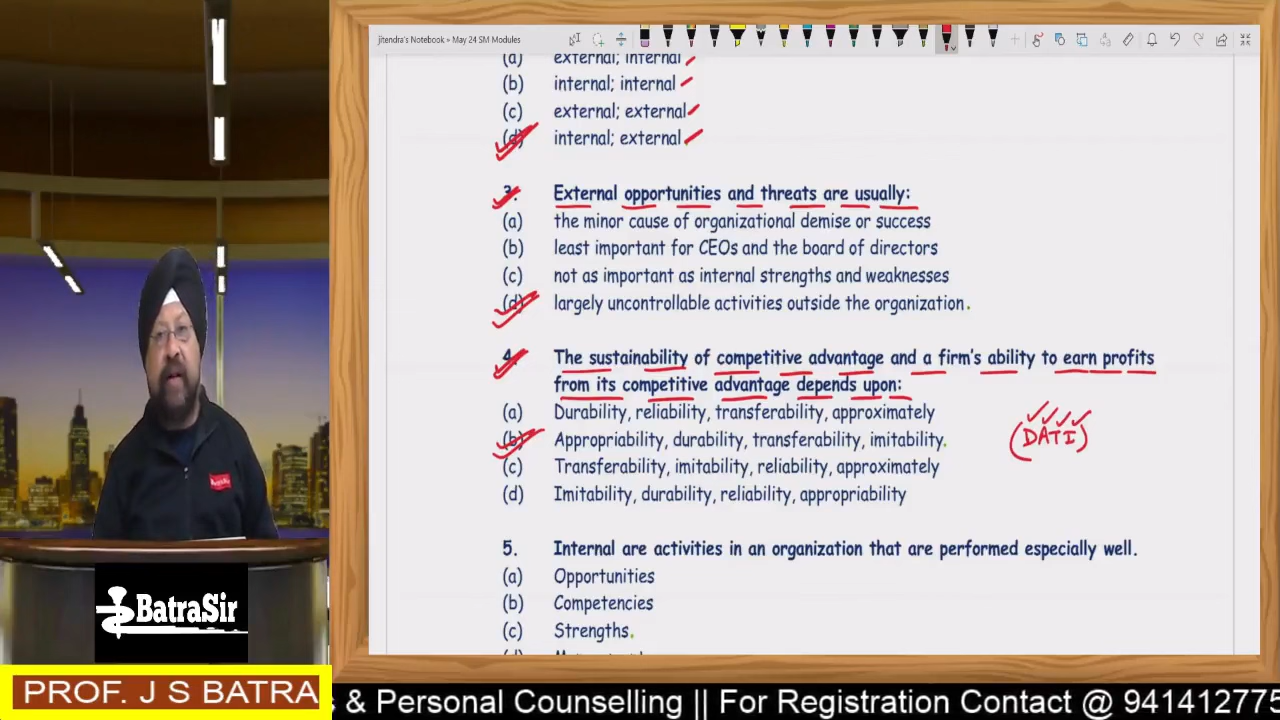 Jitendra's Notebook » May 24 SM Modules
(a) external; internal
(b) internal; internal
(c) external; external
(d) internal; external
3. External opportunities and threats are usually:
(a) the minor cause of organizational demise or success
(b) least important for CEOs and the board of directors
(c) not as important as internal strengths and weaknesses
(d) largely uncontrollable activities outside the organization.
4. The sustainability of competitive advantage and a firm's ability to earn profits
from its competitive advantage depends upon:
(a) Durability, reliability, transferability, approximately
(b) Appropriability, durability, transferability, imitability.
(DATI)
(c) Transferability, imitability, reliability, approximately
(d) Imitability, durability, reliability, appropriability
5. Internal are activities in an organization that are performed especially well.
(a) Opportunities
(b) Competencies
(c) Strengths.
BatraSir
PROF. J S BATRA
& Personal Counselling || For Registration Contact @ 941412775